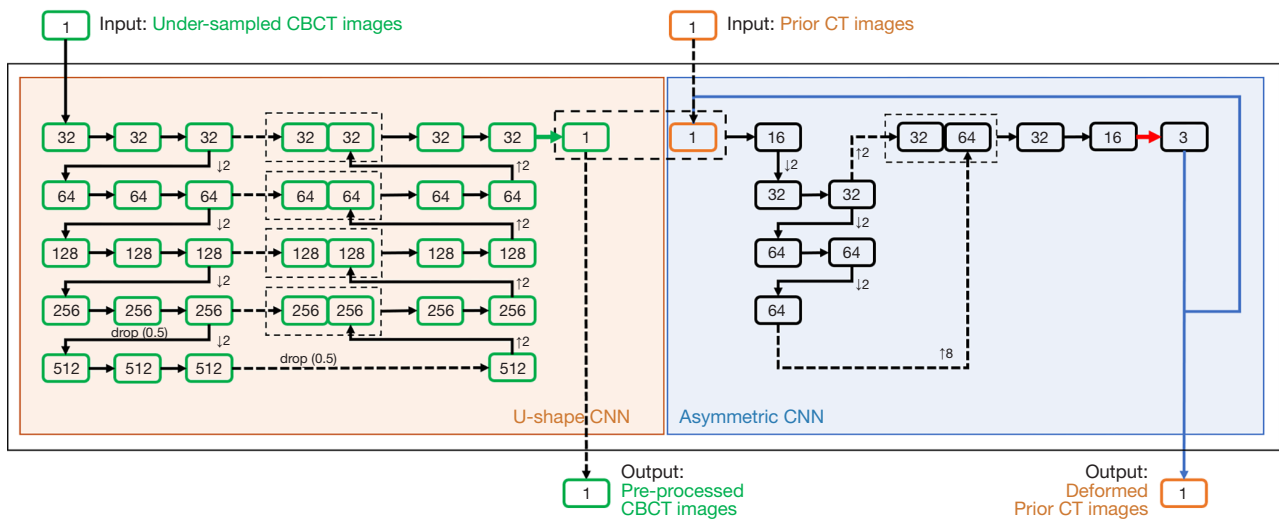 1 Input: Under-sampled CBCT images 1 Input: Prior CT images
32 32 32 32 32 32 32 1 1 16 32 64 32 16 3
↓2 ↑2 ↓2 ↑2
64 64 64 64 64 64 64 32 32
↓2 ↑2 ↓2
128 128 128 128 128 128 128 64 64
↓2 ↑2 ↓2
256 256 256 256 256 256 256 64
drop (0.5) ↓2 drop (0.5) ↑2 ↑8
512 512 512 512
U-shape CNN Asymmetric CNN
Output: Output:
1 Pre-processed Deformed 1
CBCT images Prior CT images